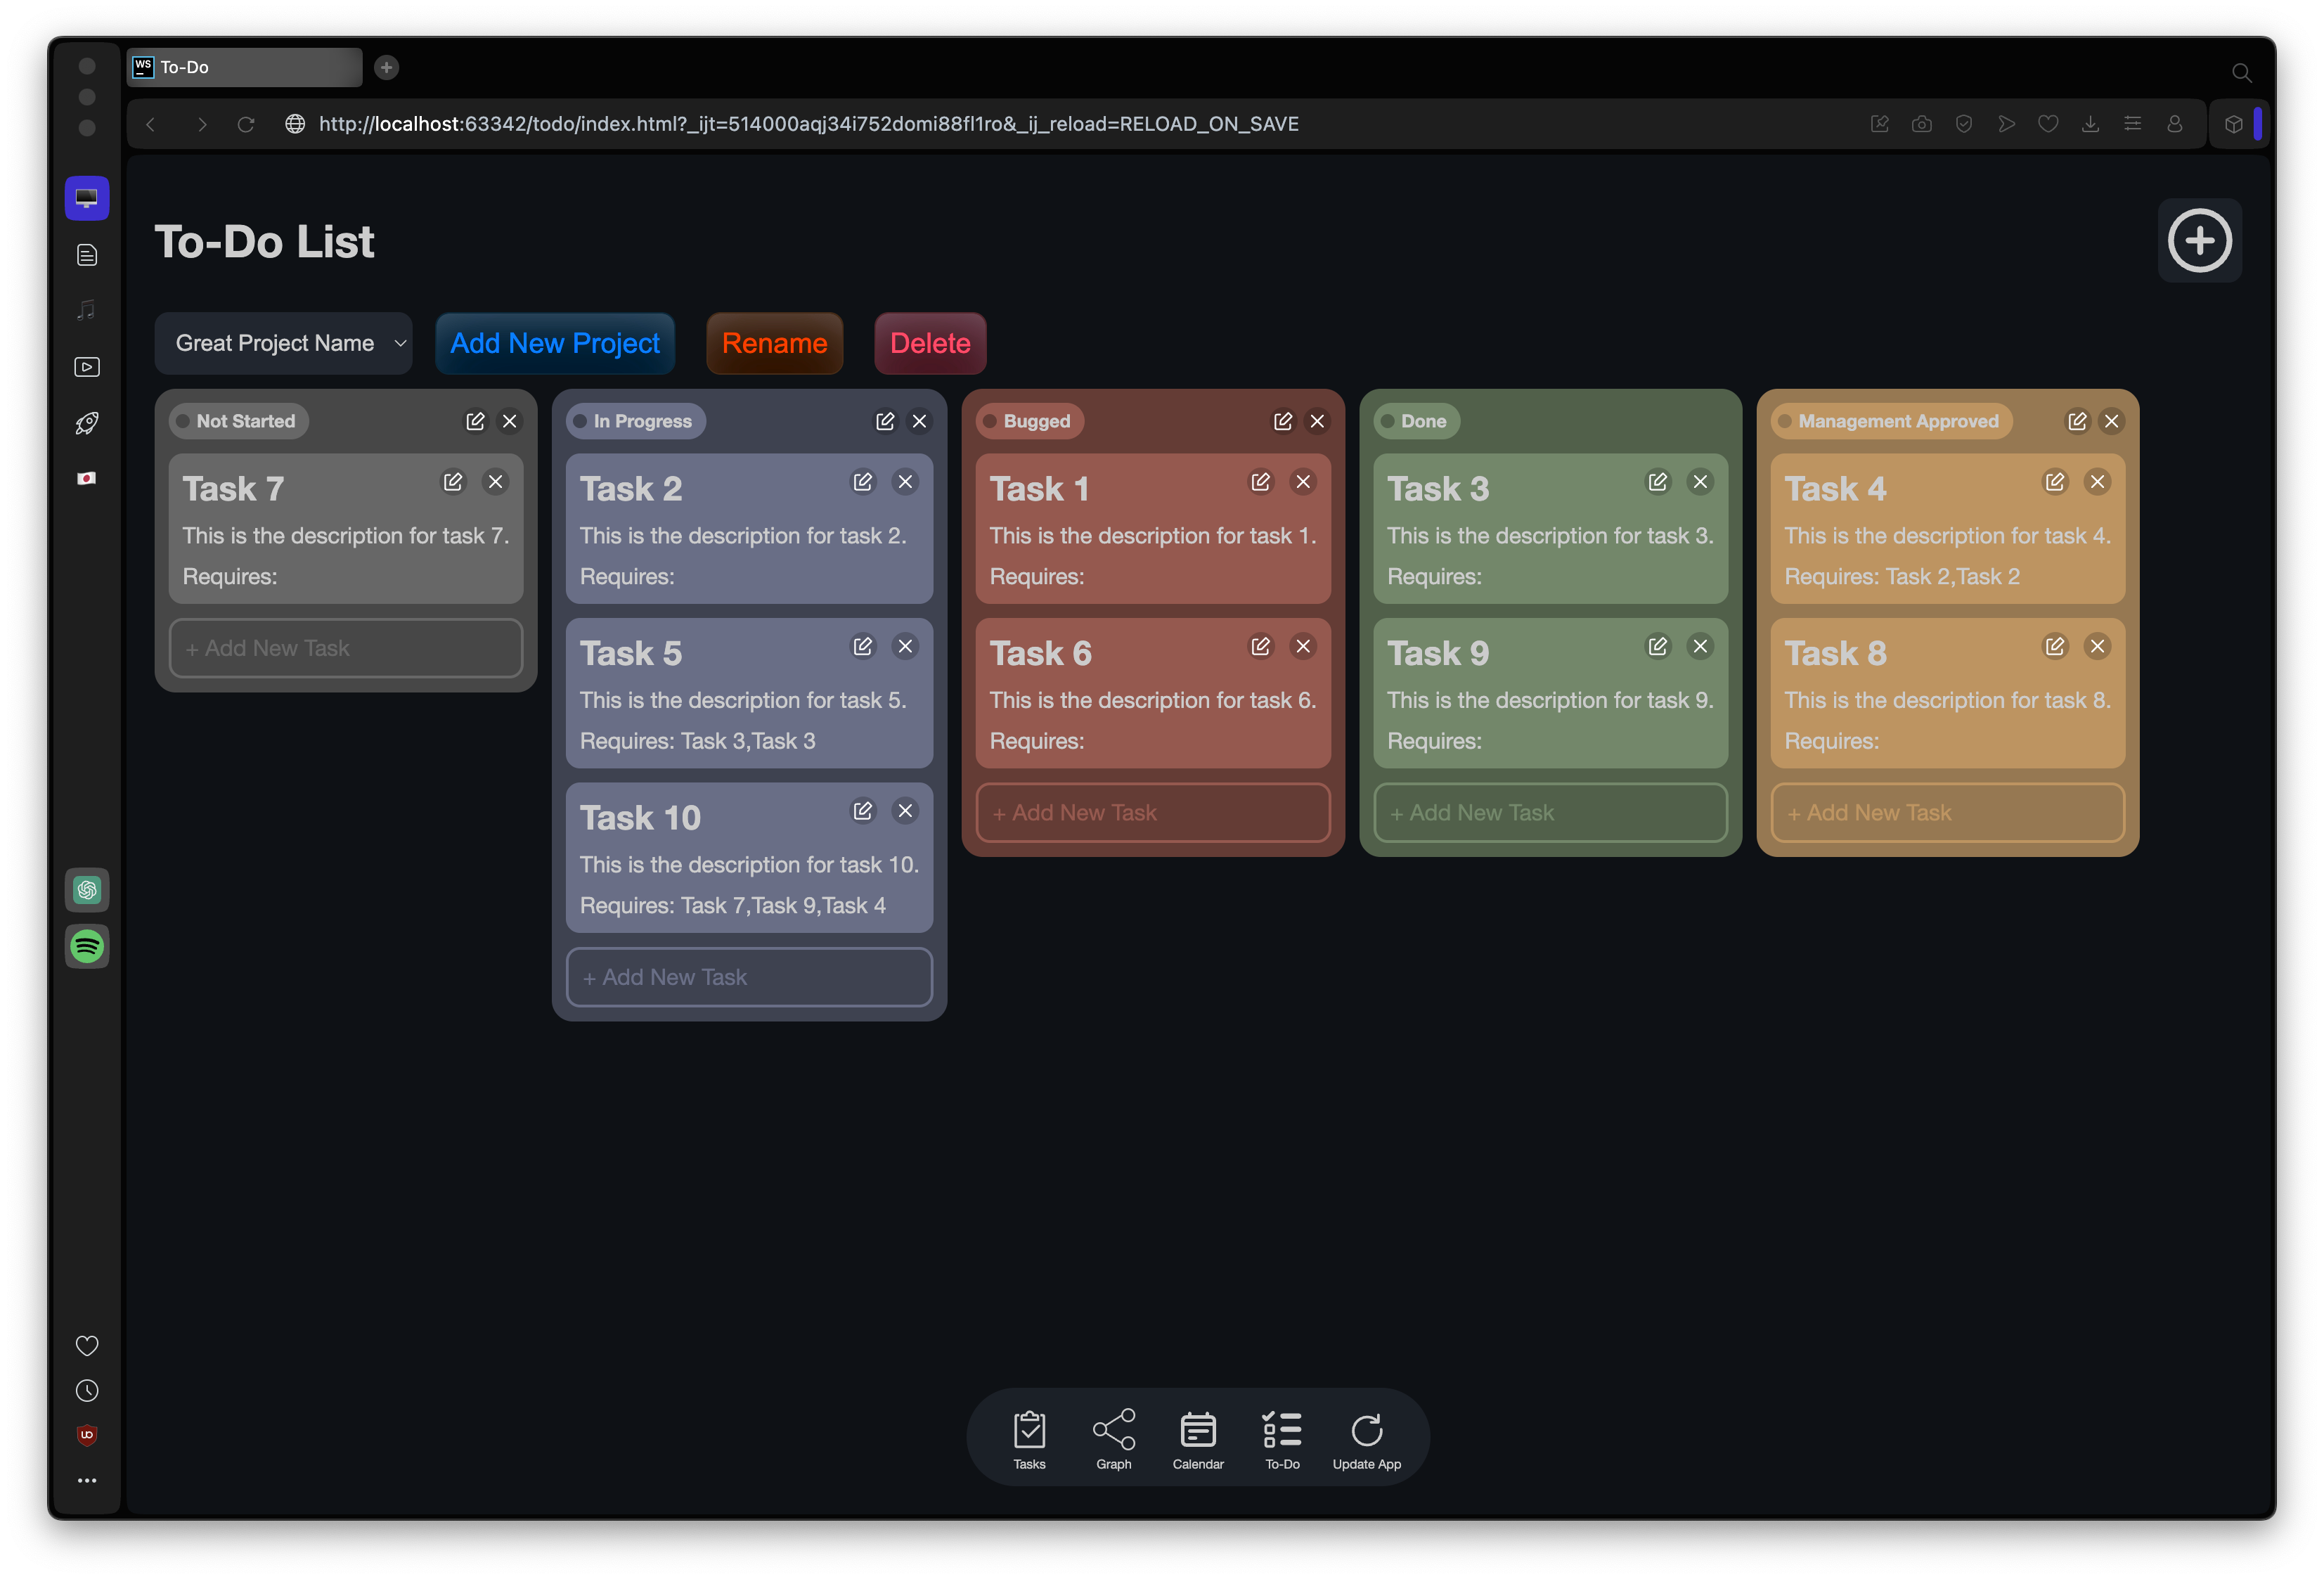 WS To-Do
http://localhost:63342/todo/index.html?_ijt=514000aqj34i752domi88fl1ro&_ij_reload=RELOAD_ON_SAVE
To-Do List
Great Project Name
Add New Project
Rename
Delete
Not Started
Task 7
This is the description for task 7.
Requires:
+ Add New Task
In Progress
Task 2
This is the description for task 2.
Requires:
Task 5
This is the description for task 5.
Requires: Task 3,Task 3
Task 10
This is the description for task 10.
Requires: Task 7,Task 9,Task 4
+ Add New Task
Bugged
Task 1
This is the description for task 1.
Requires:
Task 6
This is the description for task 6.
Requires:
+ Add New Task
Done
Task 3
This is the description for task 3.
Requires:
Task 9
This is the description for task 9.
Requires:
+ Add New Task
Management Approved
Task 4
This is the description for task 4.
Requires: Task 2,Task 2
Task 8
This is the description for task 8.
Requires:
+ Add New Task
Tasks
Graph
Calendar
To-Do
Update App